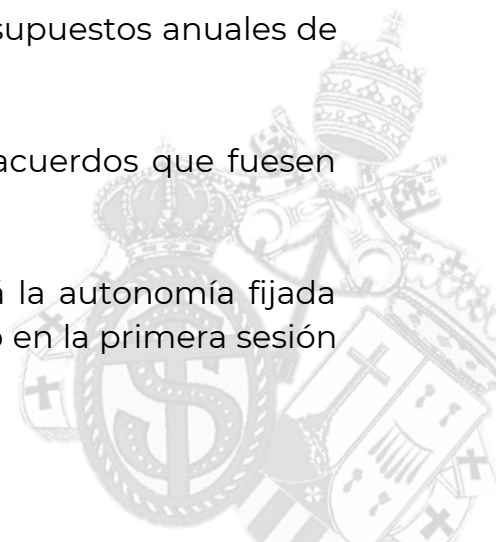 supuestos anuales de
acuerdos que fuesen
la autonomía fijada
en la primera sesión